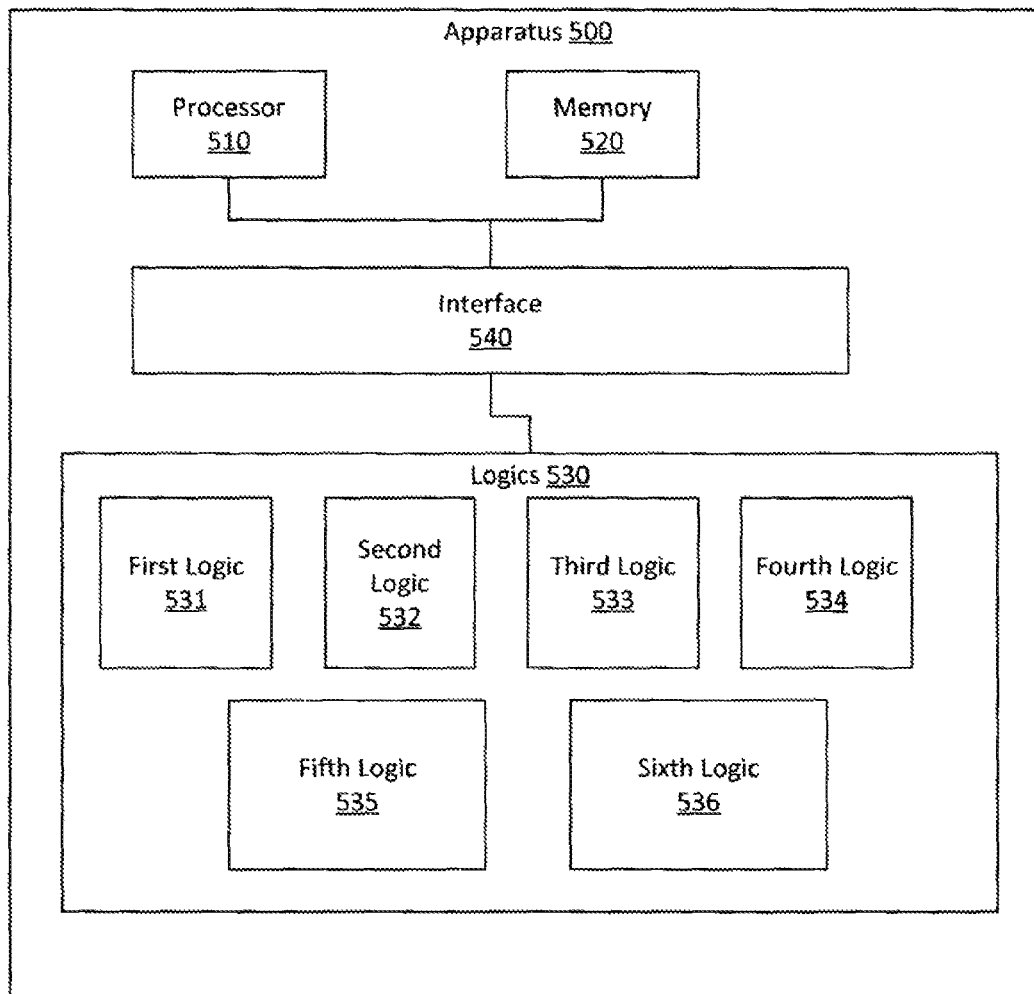 Apparatus 500
Processor
510
Memory
520
Interface
540
Logics 530
First Logic
531
Second
Logic
532
Third Logic
533
Fourth Logic
534
Fifth Logic
535
Sixth Logic
536